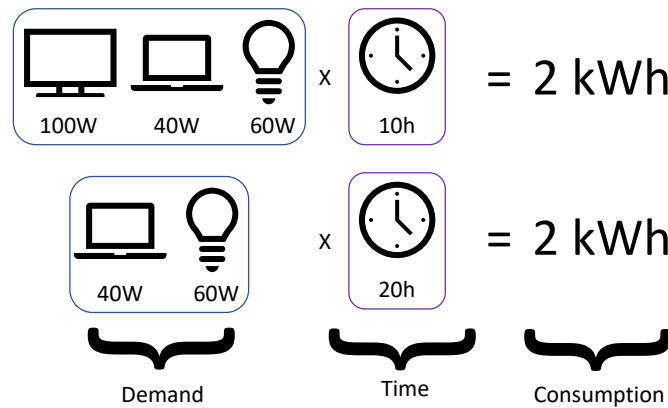 100W 40W 60W x 10h = 2 kWh
40W 60W x 20h = 2 kWh
Demand Time Consumption